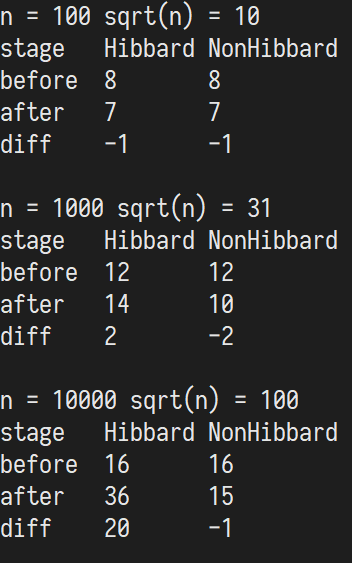 n = 100 sqrt(n) = 10
stage   Hibbard NonHibbard
before  8       8
after   7       7
diff    -1      -1

n = 1000 sqrt(n) = 31
stage   Hibbard NonHibbard
before  12      12
after   14      10
diff    2       -2

n = 10000 sqrt(n) = 100
stage   Hibbard NonHibbard
before  16      16
after   36      15
diff    20      -1